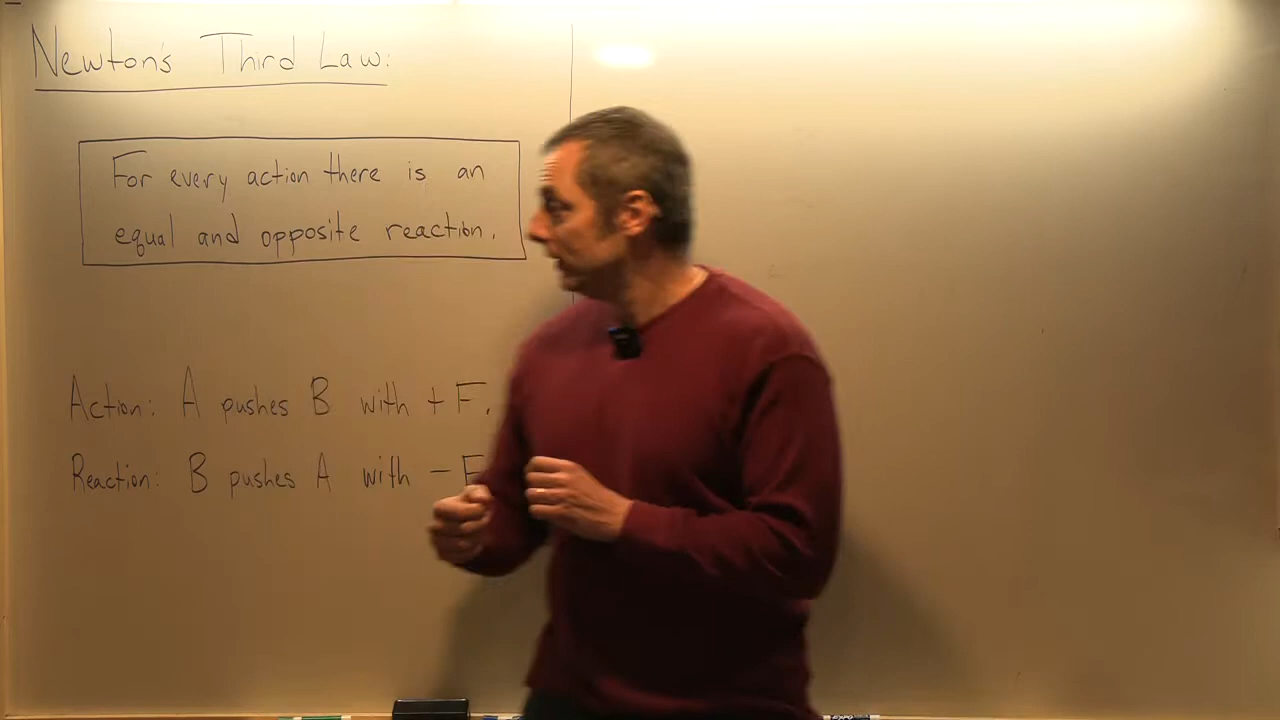 Newton's Third Law:
For every action there is an
equal and opposite reaction.
Action: A pushes B with + F.
Reaction: B pushes A with - F
EXPO